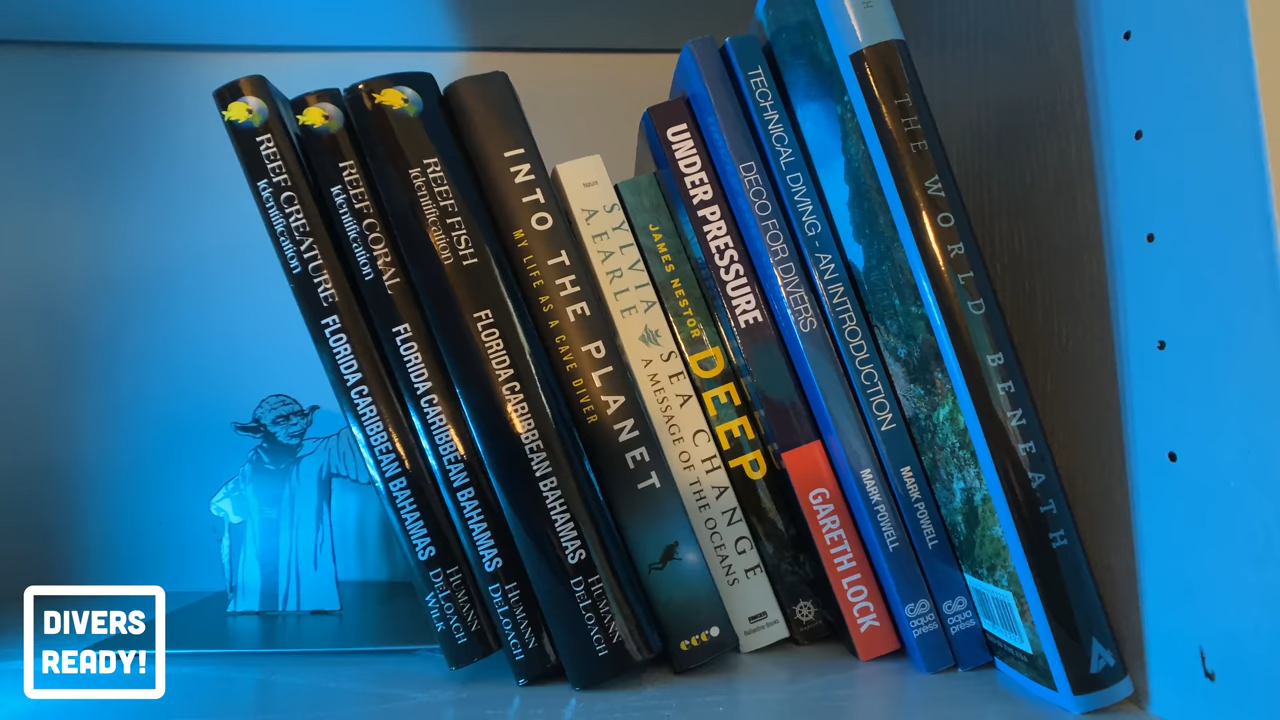 REEF CREATURE
Identification
FLORIDA CARIBBEAN BAHAMAS
HUMANN
DELOACH
WILK
REEF CORAL
Identification
FLORIDA CARIBBEAN BAHAMAS
HUMANN
DELOACH
REEF FISH
Identification
FLORIDA CARIBBEAN BAHAMAS
HUMANN
DELOACH
INTO THE PLANET
MY LIFE AS A CAVE DIVER
ecco
Nature
SYLVIA
A. EARLE
SEA CHANGE
A MESSAGE OF THE OCEANS
Ballantine Books
JAMES NESTOR
DEEP
UNDER PRESSURE
GARETH LOCK
DECO FOR DIVERS
MARK POWELL
aqua
press
TECHNICAL DIVING - AN INTRODUCTION
MARK POWELL
aqua
press
THE WORLD BENEATH
DIVERS
READY!